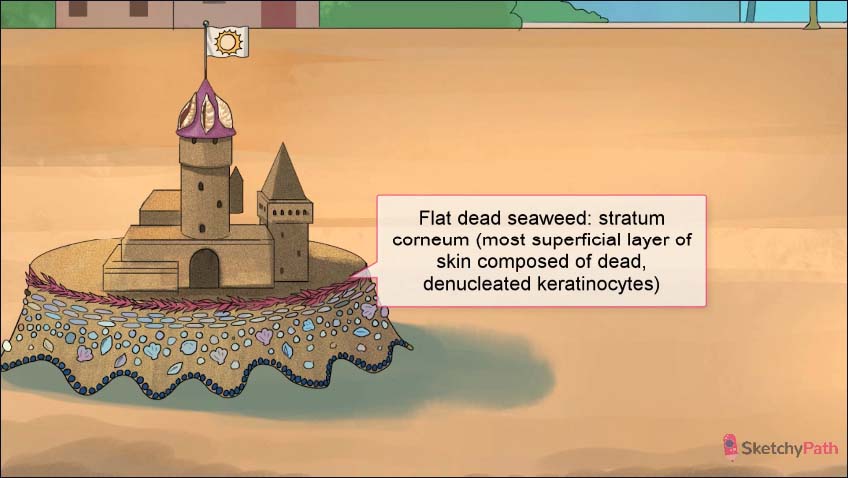 Flat dead seaweed: stratum
corneum (most superficial layer of
skin composed of dead,
denucleated keratinocytes)
SketchyPath